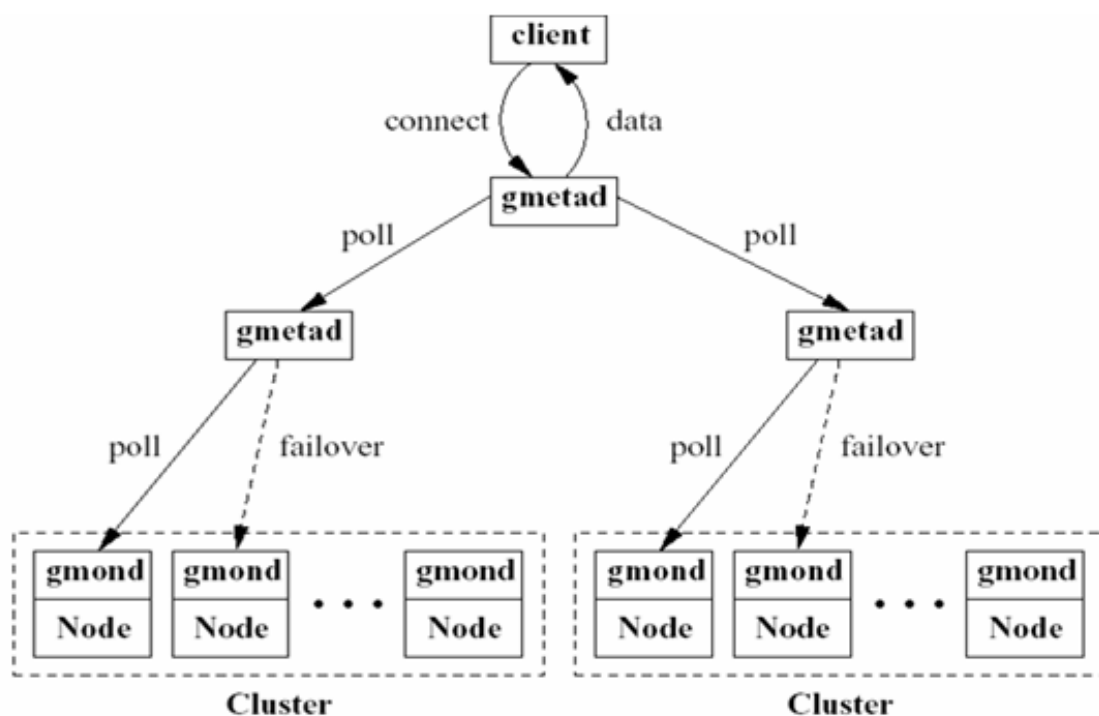 client
connect
data
gmetad
poll
poll
gmetad
gmetad
poll
failover
poll
failover
gmond
gmond
gmond
gmond
gmond
gmond
Node
Node
• • •
Node
Node
Node
• • •
Node
Cluster
Cluster